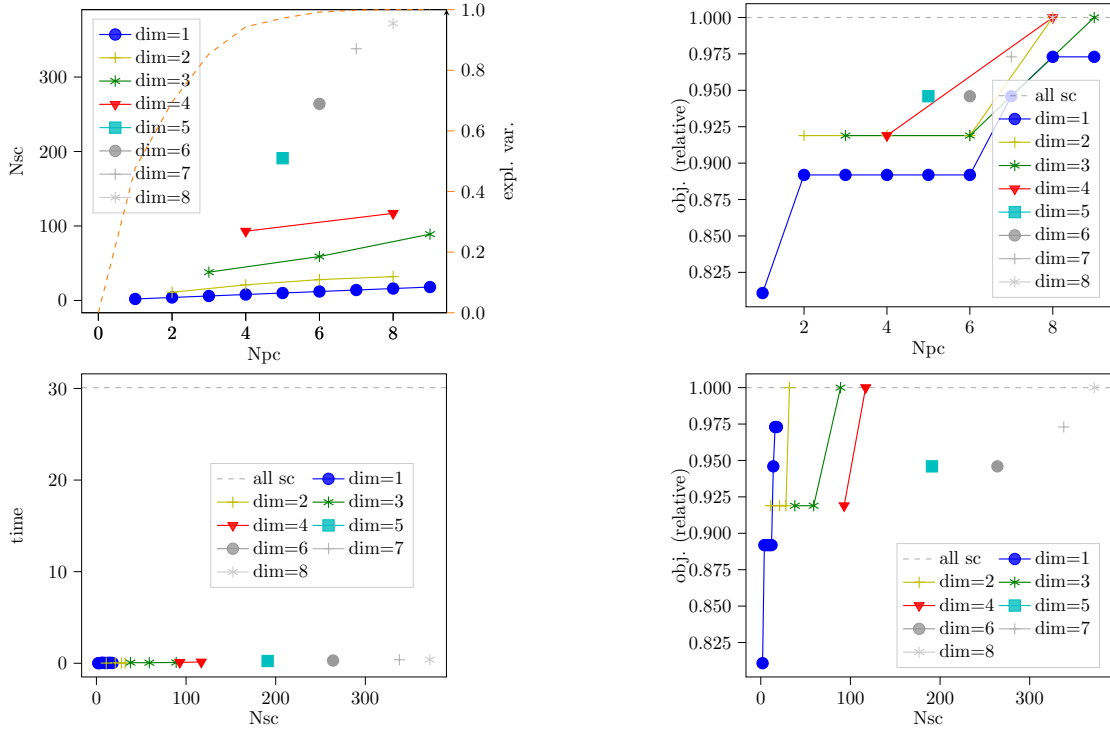 dim=1
dim=2
dim=3
dim=4
dim=5
dim=6
dim=7
dim=8
0
100
200
300
Nsc
0
2
4
6
8
Npc
0.0
0.2
0.4
0.6
0.8
1.0
expl. var.
1.000
0.975
0.950
0.925
0.900
0.875
0.850
0.825
obj. (relative)
2
4
6
8
Npc
all sc
dim=1
dim=2
dim=3
dim=4
dim=5
dim=6
dim=7
dim=8
30
20
10
0
time
0
100
200
300
Nsc
all sc dim=1
dim=2 dim=3
dim=4 dim=5
dim=6 dim=7
dim=8
1.000
0.975
0.950
0.925
0.900
0.875
0.850
0.825
obj. (relative)
0
100
200
300
Nsc
all sc dim=1
dim=2 dim=3
dim=4 dim=5
dim=6 dim=7
dim=8